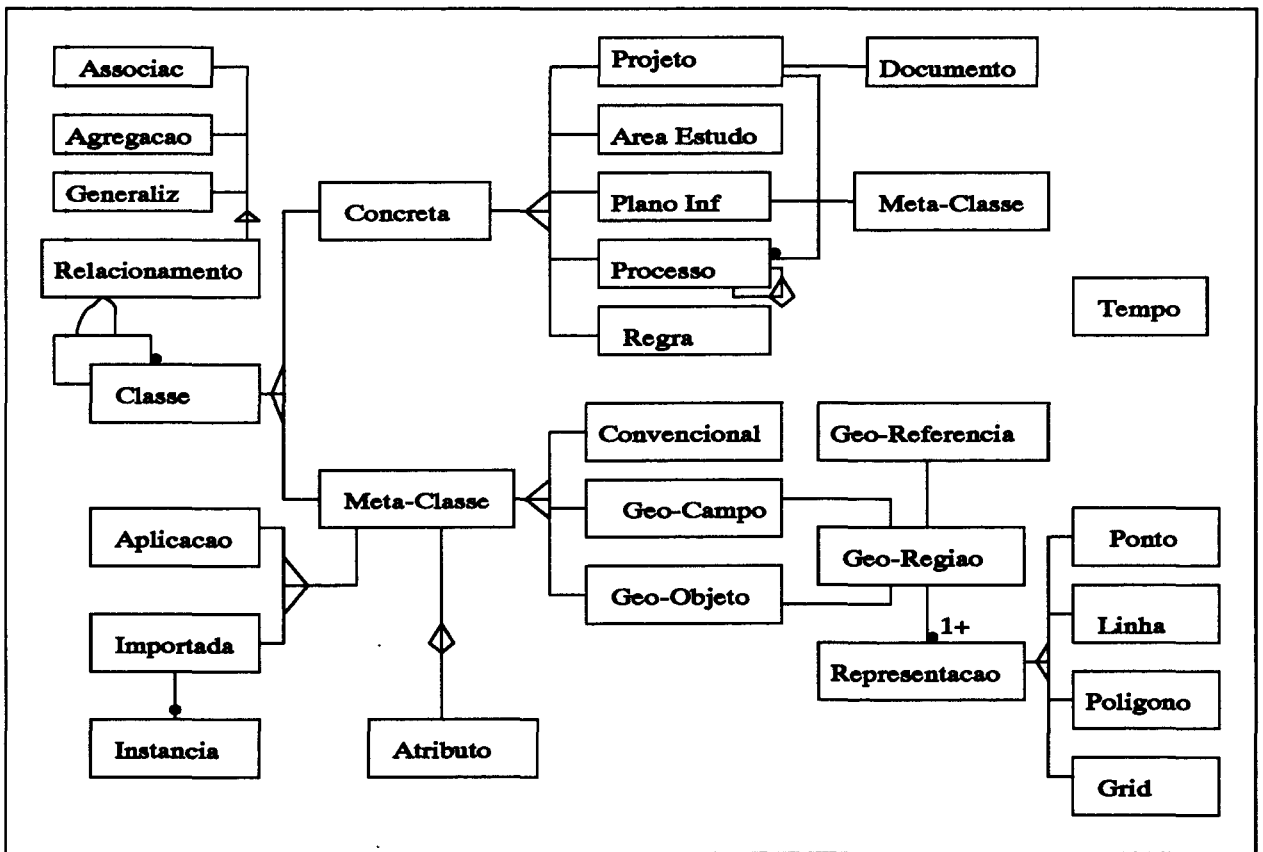 Associac
Agregacao
Generaliz
Relacionamento
Classe
Concreta
Projeto
Documento
Area Estudo
Plano Inf
Meta-Classe
Processo
Regra
Tempo
Meta-Classe
Convencional
Geo-Campo
Geo-Objeto
Geo-Referencia
Geo-Regiao
1+
Representacao
Ponto
Linha
Poligono
Grid
Aplicacao
Importada
Instancia
Atributo